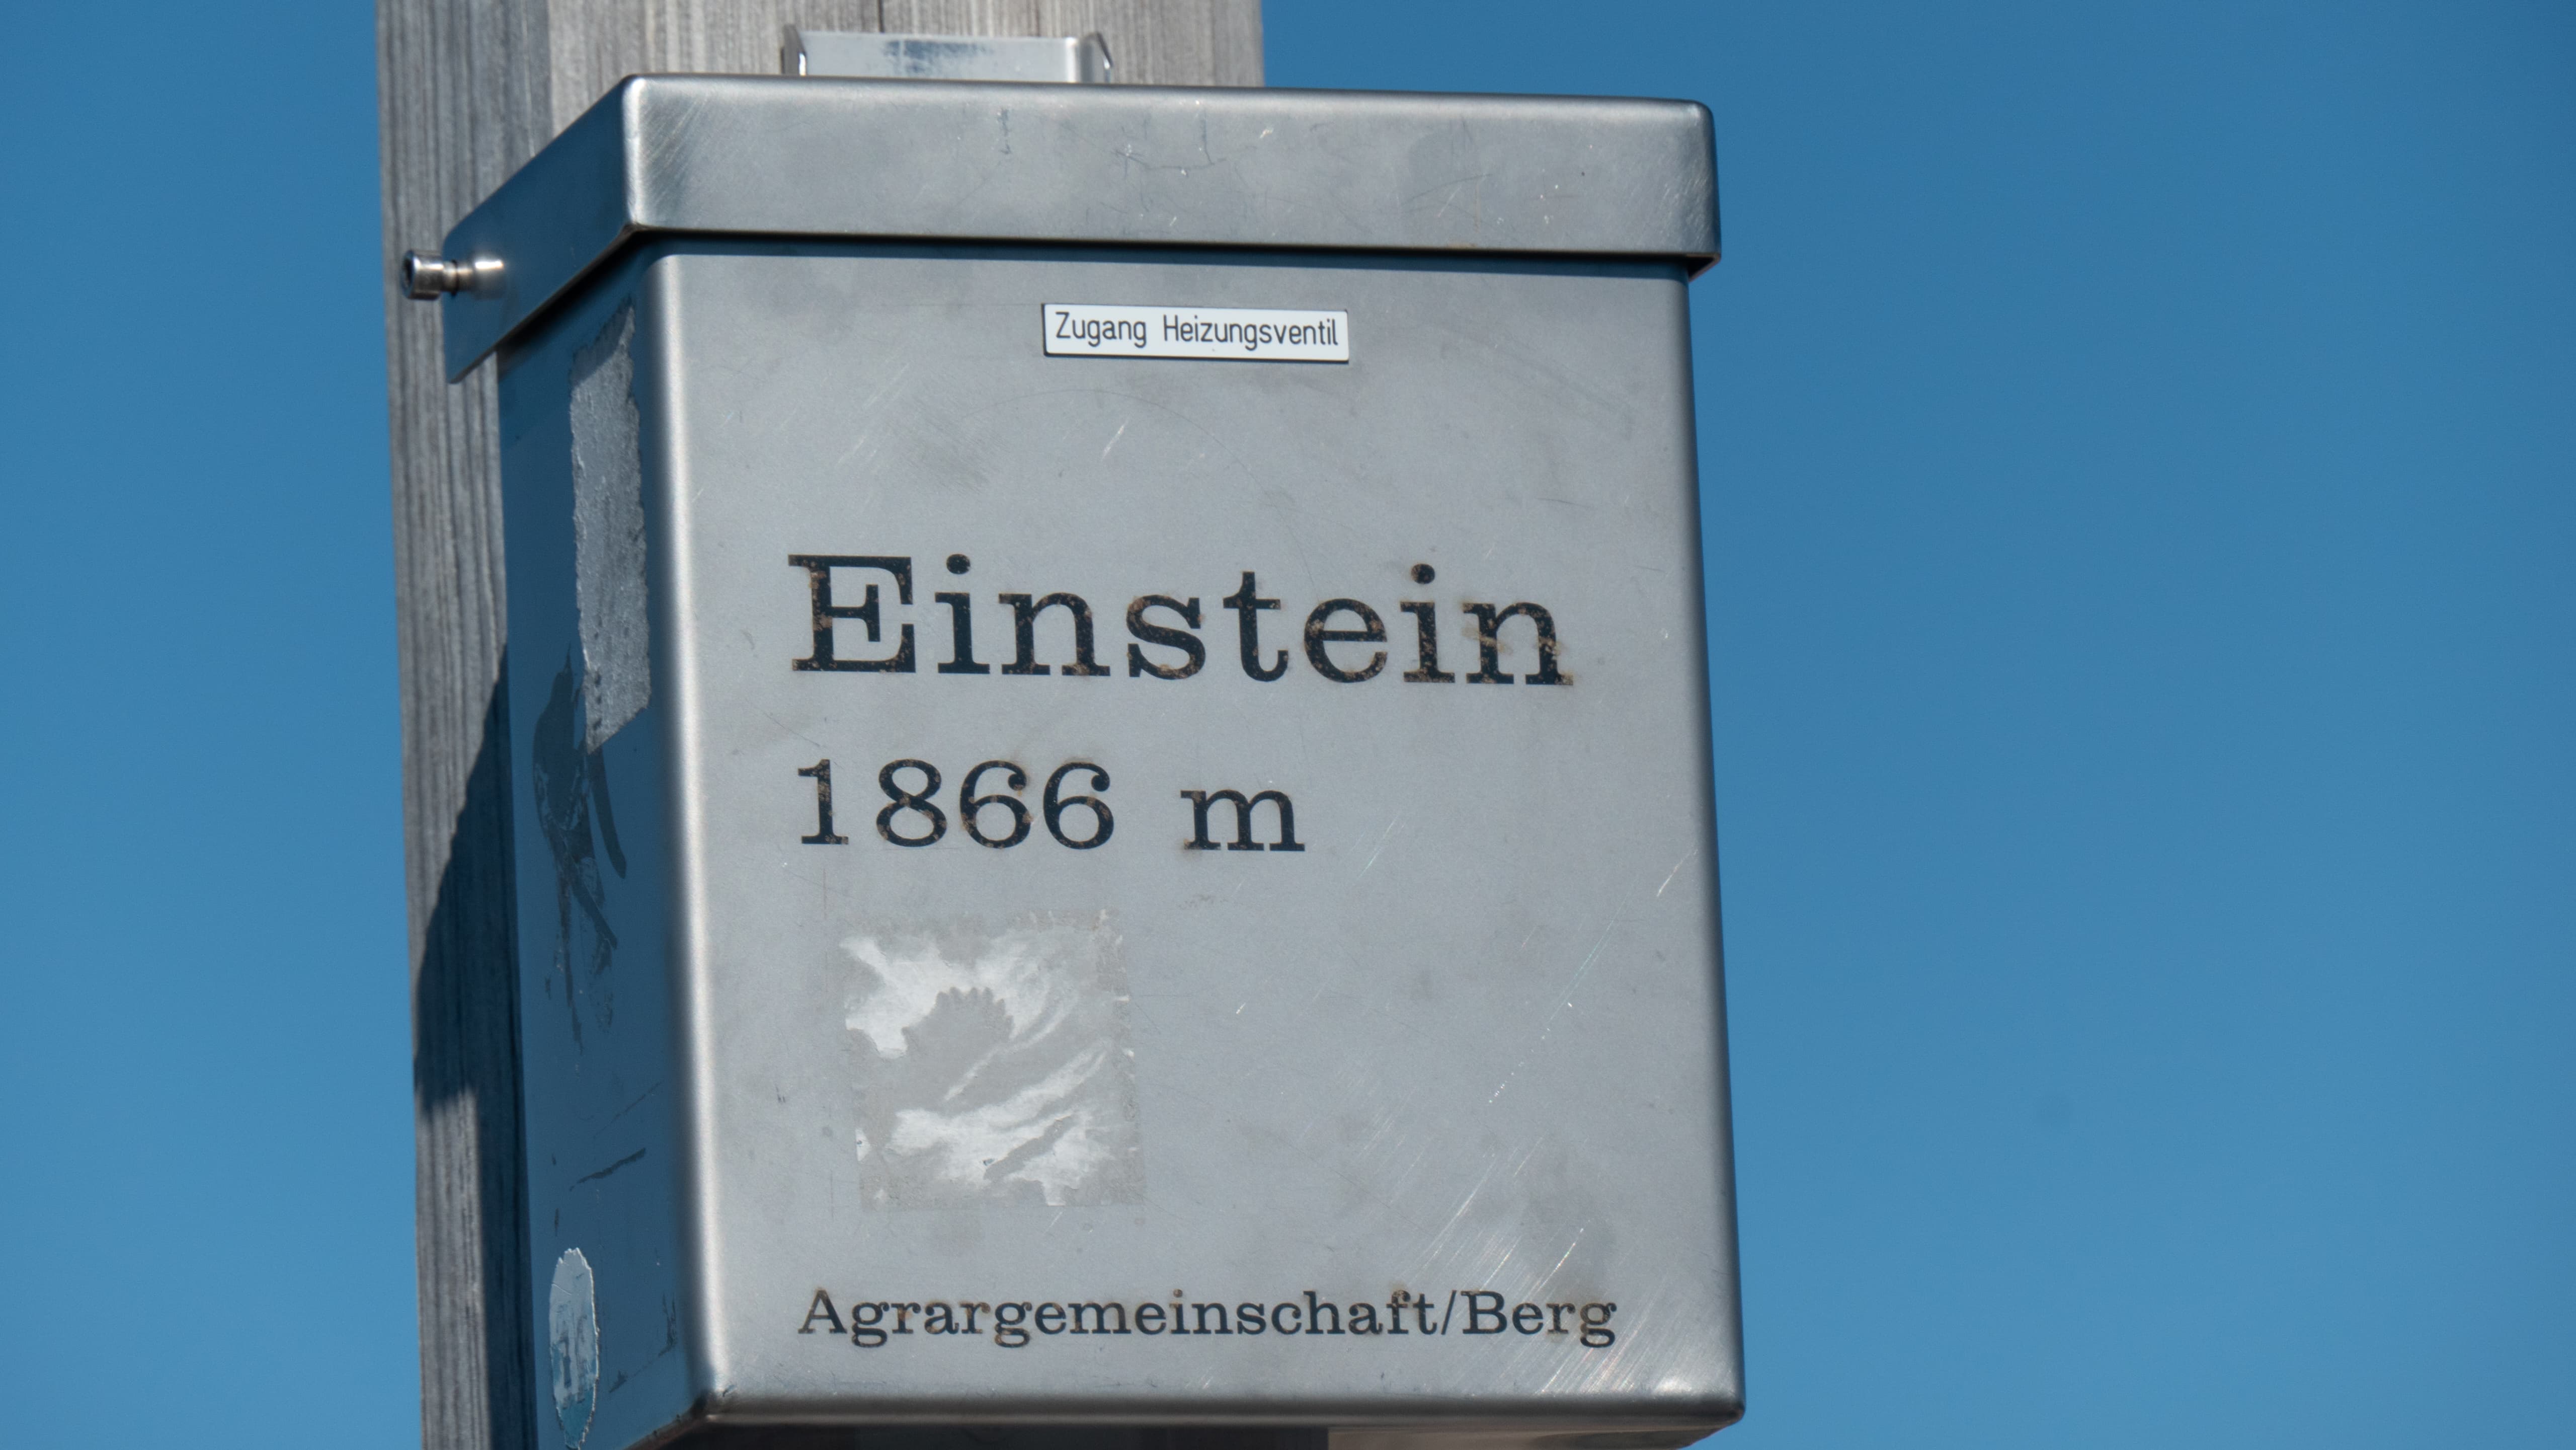 Zugang Heizungsventil
Einstein
1866 m
Agrargemeinschaft/Berg